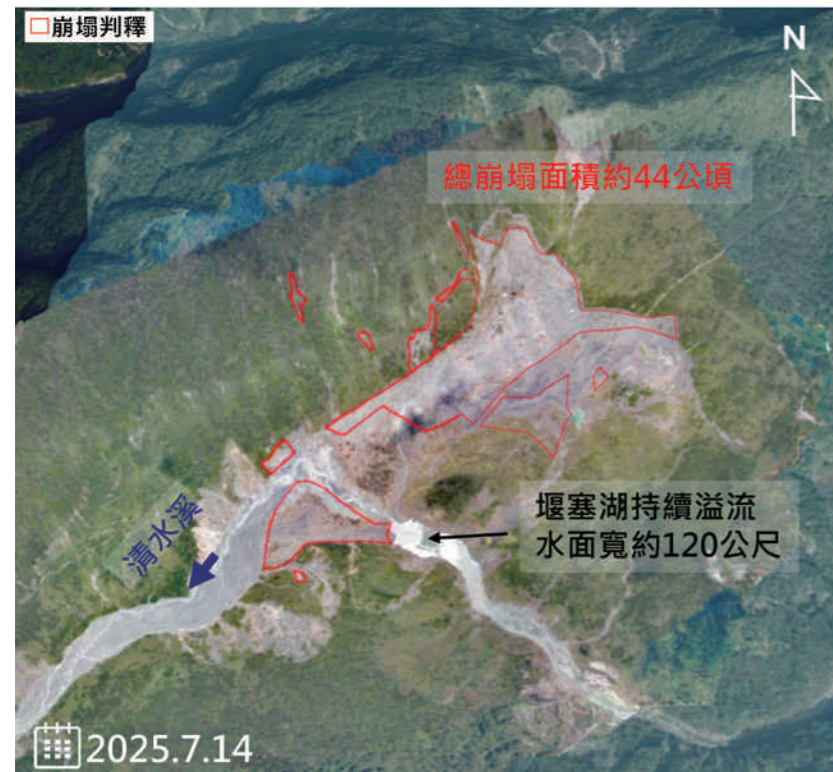 崩塌判釋
N
總崩塌面積約44公頃
堰塞湖持續溢流
水面寬約120公尺
清水溪
2025.7.14